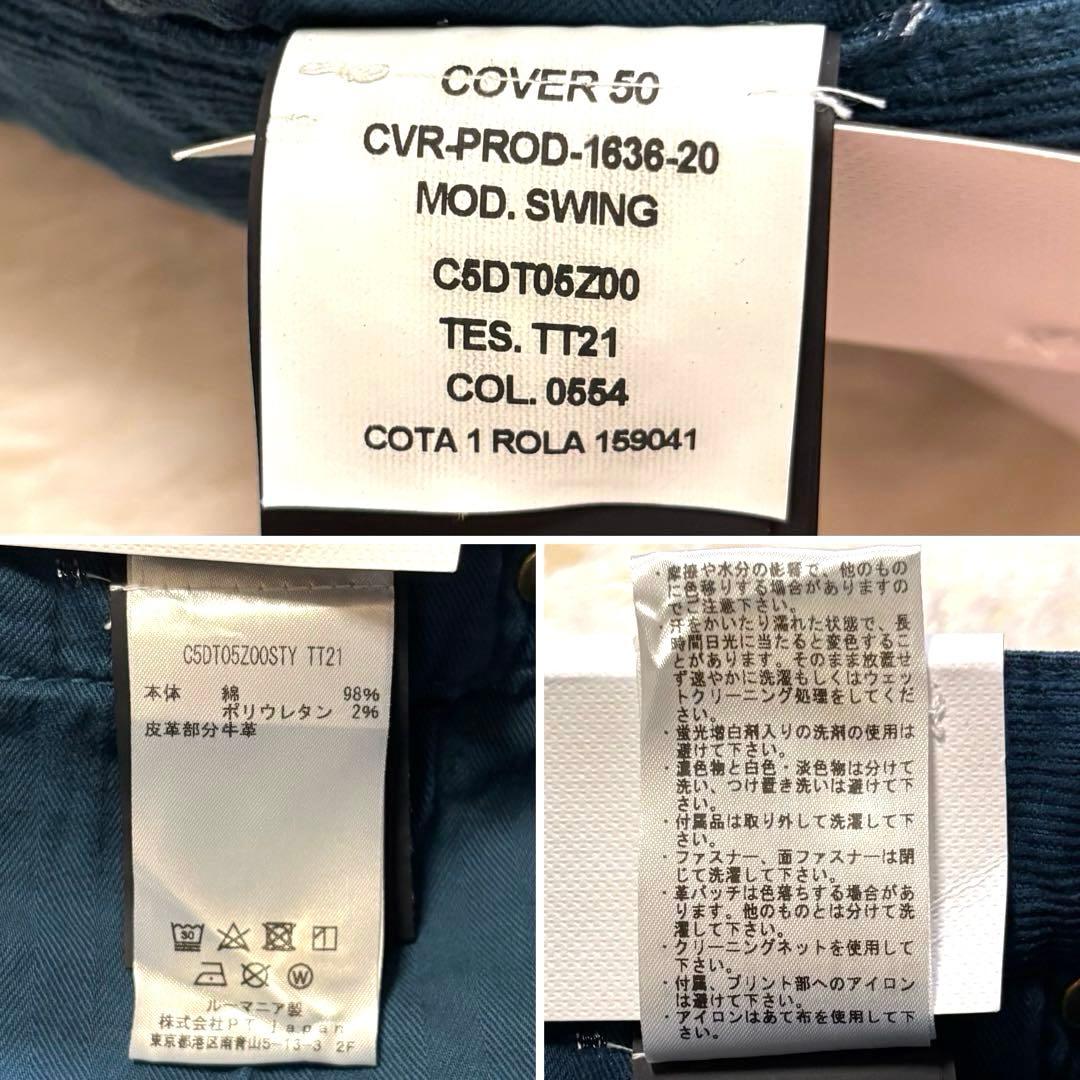 COVER 50
CVR-PROD-1636-20
MOD. SWING
C5DT05Z00
TES. TT21
COL. 0554
COTA 1 ROLA 159041
C5DT05Z00STY TT21
本体 綿 98%
ポリウレタン 2%
皮革部分牛革
30
W
ルーマニア製
株式会社PT japan
東京都港区南青山5-13-3 2F
・摩擦や水分の影響で、他のもの
に色移りする場合がありますの
でご注意下さい。
・汗をかいたり濡れた状態で、長
時間日光に当たると変色するこ
とがあります。そのまま放置せ
ず速やかに洗濯もしくはウェッ
トクリーニング処理をしてくだ
さい。
・蛍光増白剤入りの洗剤の使用は
避けて下さい。
・濃色物と白色・淡色物は分けて
洗い、つけ置き洗いは避けて下
さい。
・付属品は取り外して洗濯して下
さい。
・ファスナー、面ファスナーは閉
じて洗濯して下さい。
・革パッチは色落ちする場合があ
ります。他のものとは分けて洗
濯して下さい。
・クリーニングネットを使用して
下さい。
・付属、プリント部へのアイロン
は避けて下さい。
・アイロンはあて布を使用して下
さい。